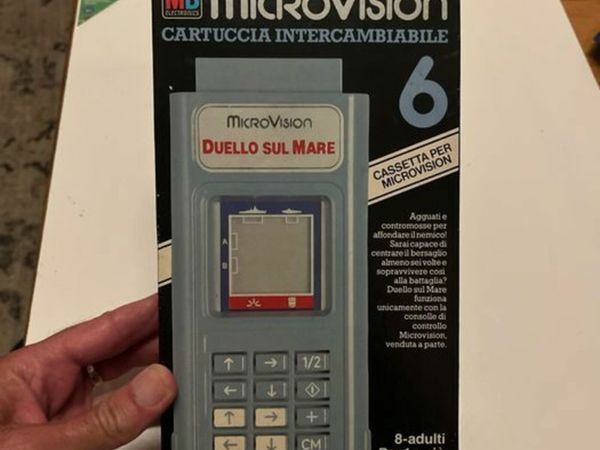 MB
ELECTRONICS
MICROVISION
CARTUCCIA INTERCAMBIABILE
6
MICROVISION
DUELLO SUL MARE
CASSETTA PER
MICROVISION
A
B
Agguati e
contromosse per
affondare il nemico!
Sarai capace di
centrare il bersaglio
almeno sei volte e
sopravvivere così
alla battaglia?
Duello sul Mare
funziona
unicamente con la
consolle di
controllo
Microvision,
venduta a parte.
↑ → 1/2
← ↓
↑ → +
← ↓ CM
8-adulti